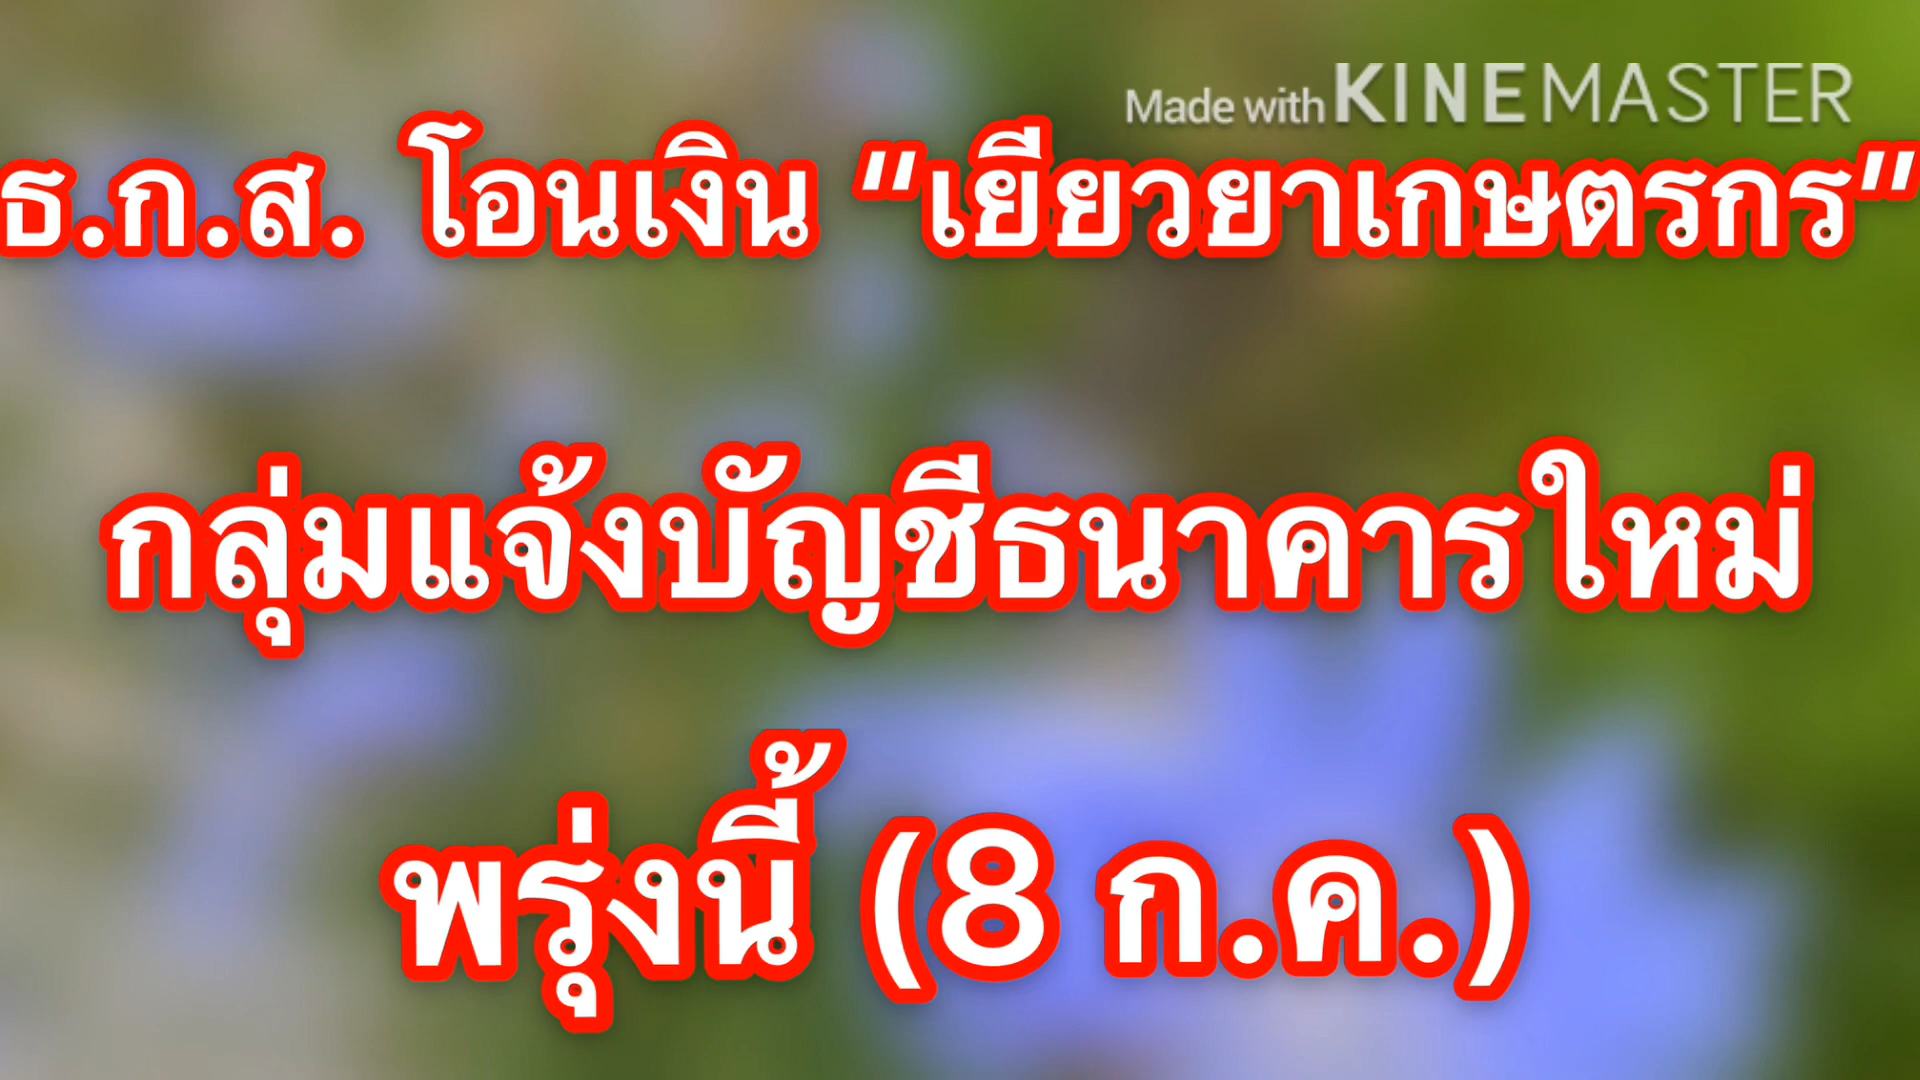 Made with KINEMASTER
ธ.ก.ส. โอนเงิน "เยียวยาเกษตรกร"
กลุ่มแจ้งบัญชีธนาคารใหม่
พรุ่งนี้ (8 ก.ค.)